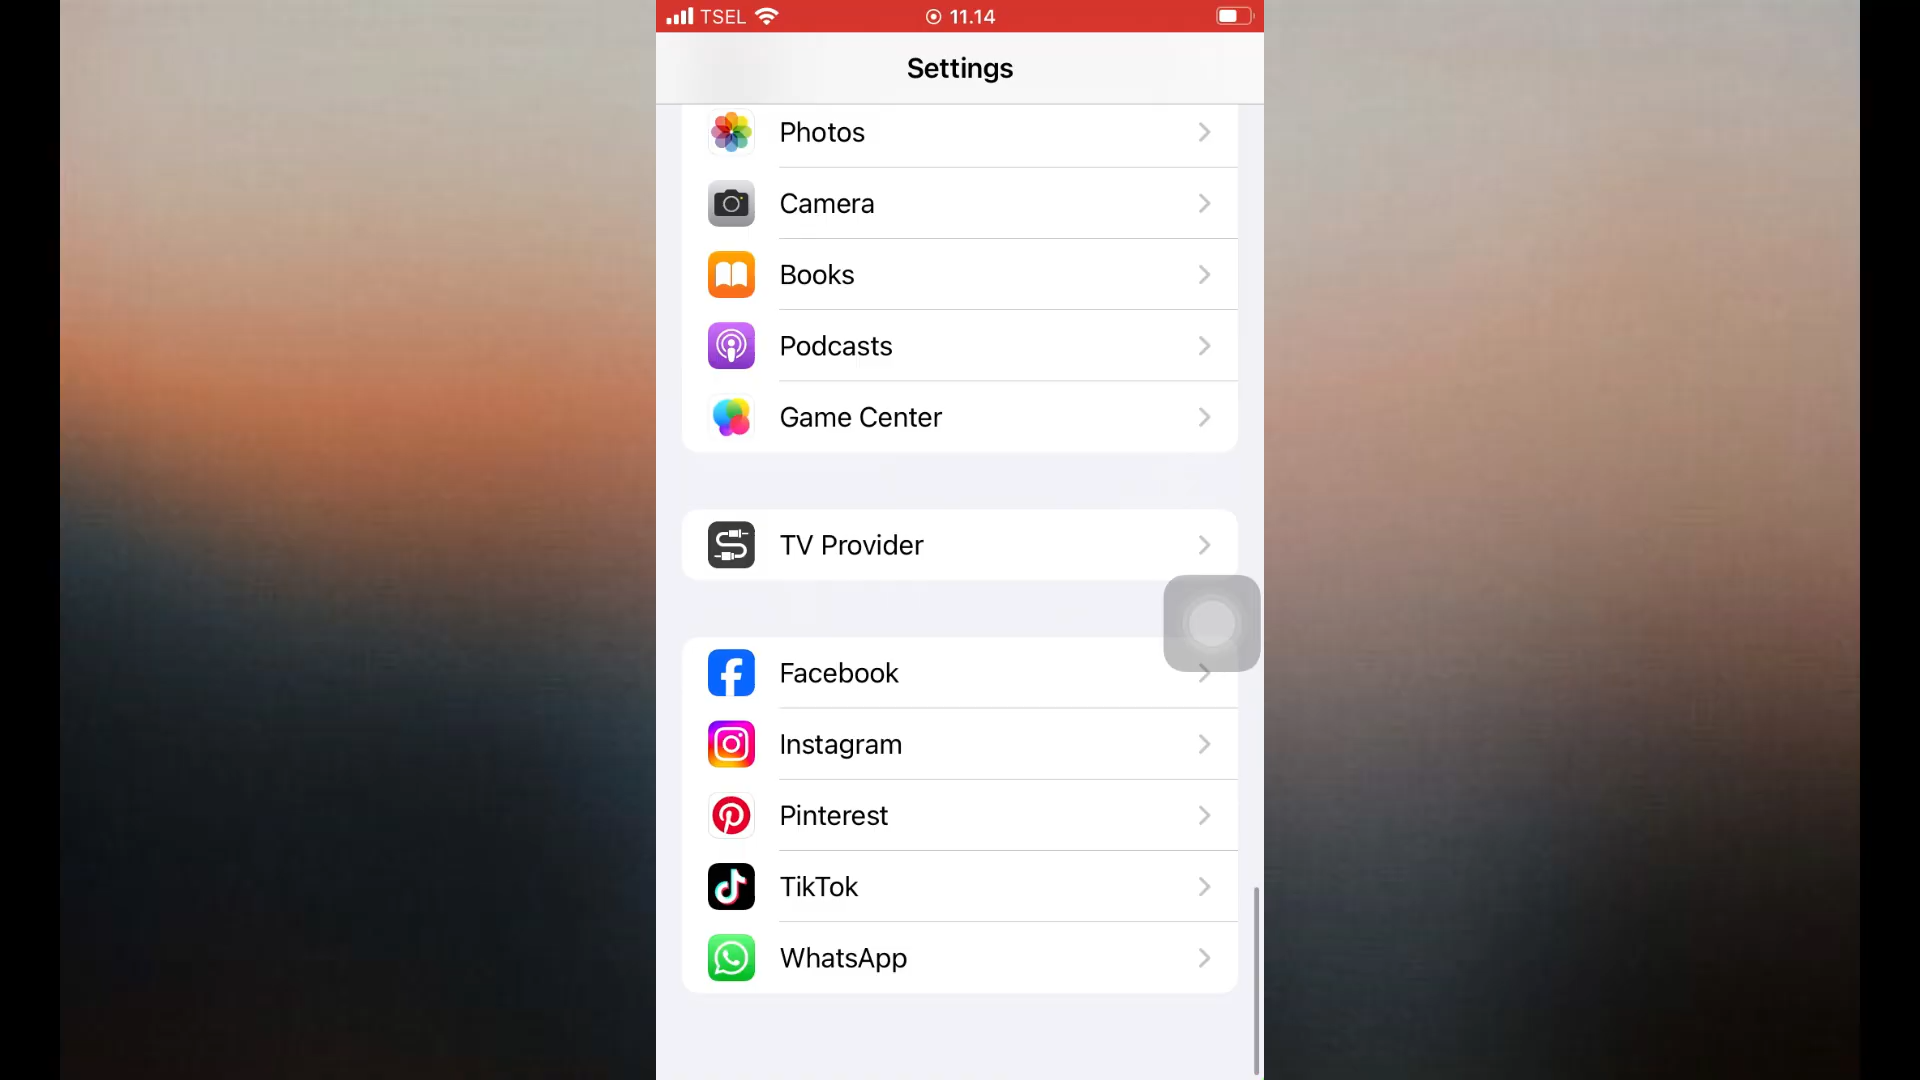 TSEL 11.14
Settings
Photos
Camera
Books
Podcasts
Game Center
TV Provider
Facebook
Instagram
Pinterest
TikTok
WhatsApp